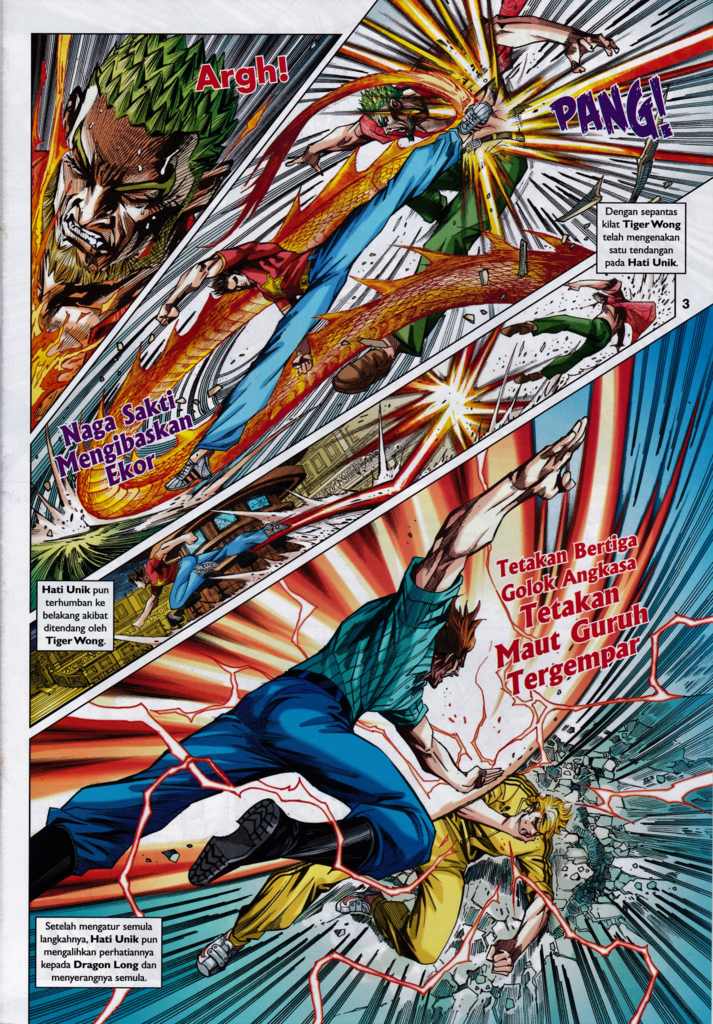 Argh!
PANG!
Dengan sepantas
kilat Tiger Wong
telah mengenakan
satu tendangan
pada Hati Unik.
3
Naga Sakti
Mengibaskan
Ekor
Hati Unik pun
terhumban ke
belakang akibat
ditendang oleh
Tiger Wong.
Tetakan Bertiga
Golok Angkasa
Tetakan
Maut Guruh
Tergempar
Setelah mengatur semula
langkahnya, Hati Unik pun
mengalihkan perhatiannya
kepada Dragon Long dan
menyerangnya semula.